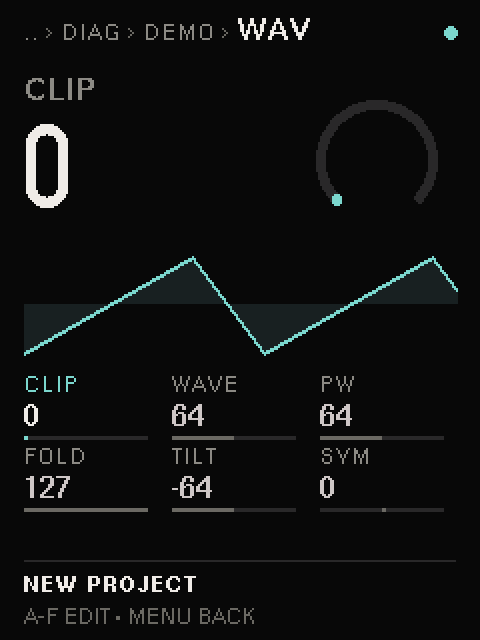 ..› DIAG › DEMO › WAV
CLIP
0
CLIP WAVE PW
0 64 64
FOLD TILT SYM
127 -64 0
NEW PROJECT
A-F EDIT· MENU BACK